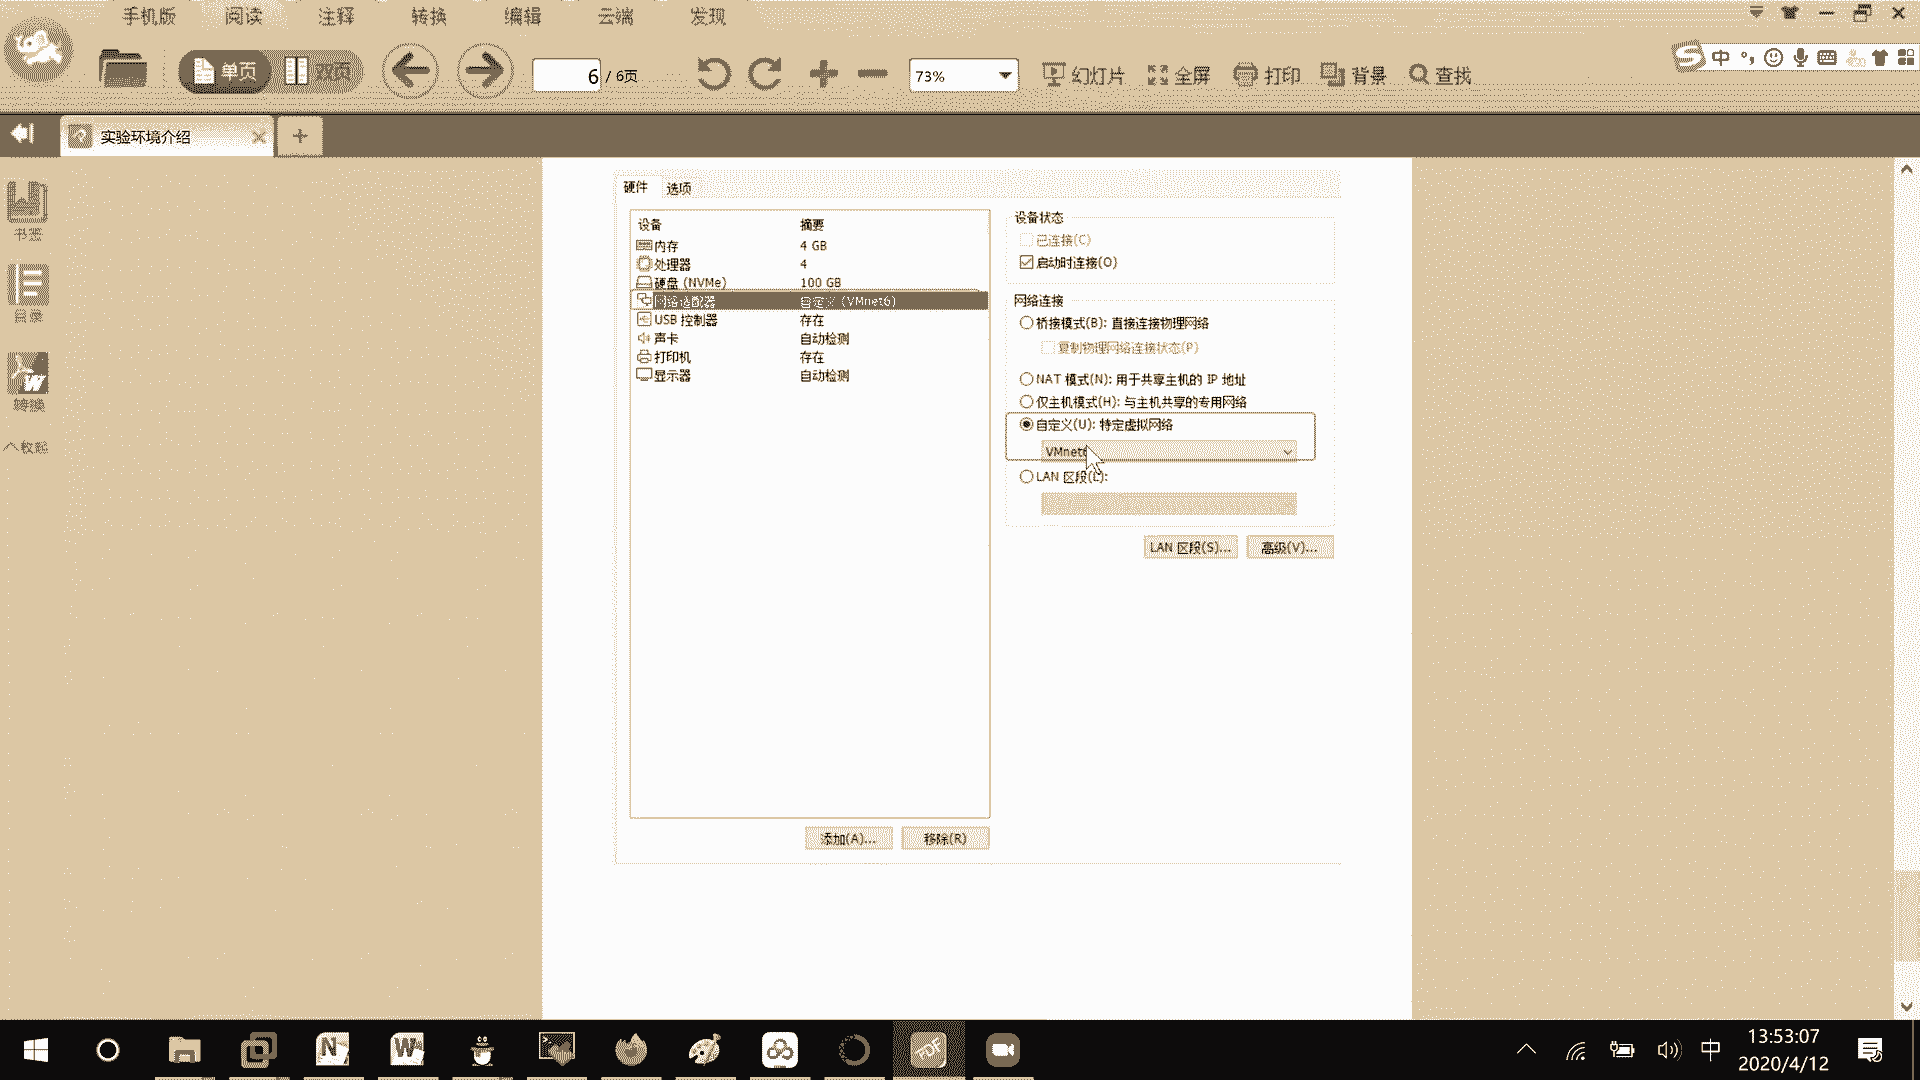 手机版 阅读 注释 转换 编辑 云端 发现
单页 双页 6 / 6页 73% 幻灯片 全屏 打印 背景 查找
中
实验环境介绍
书签
目录
转换
收起
硬件 选项
设备 摘要
内存 4 GB
处理器 4
硬盘 (NVMe) 100 GB
网络适配器 自定义 (VMnet6)
USB 控制器 存在
声卡 自动检测
打印机 存在
显示器 自动检测
添加(A)... 移除(R)
设备状态
已连接(C)
启动时连接(O)
网络连接
桥接模式(B): 直接连接物理网络
复制物理网络连接状态(P)
NAT 模式(N): 用于共享主机的 IP 地址
仅主机模式(H): 与主机共享的专用网络
自定义(U): 特定虚拟网络
VMnet6
LAN 区段(L):
LAN 区段(S)... 高级(V)...
PDF
中
13:53:07
2020/4/12